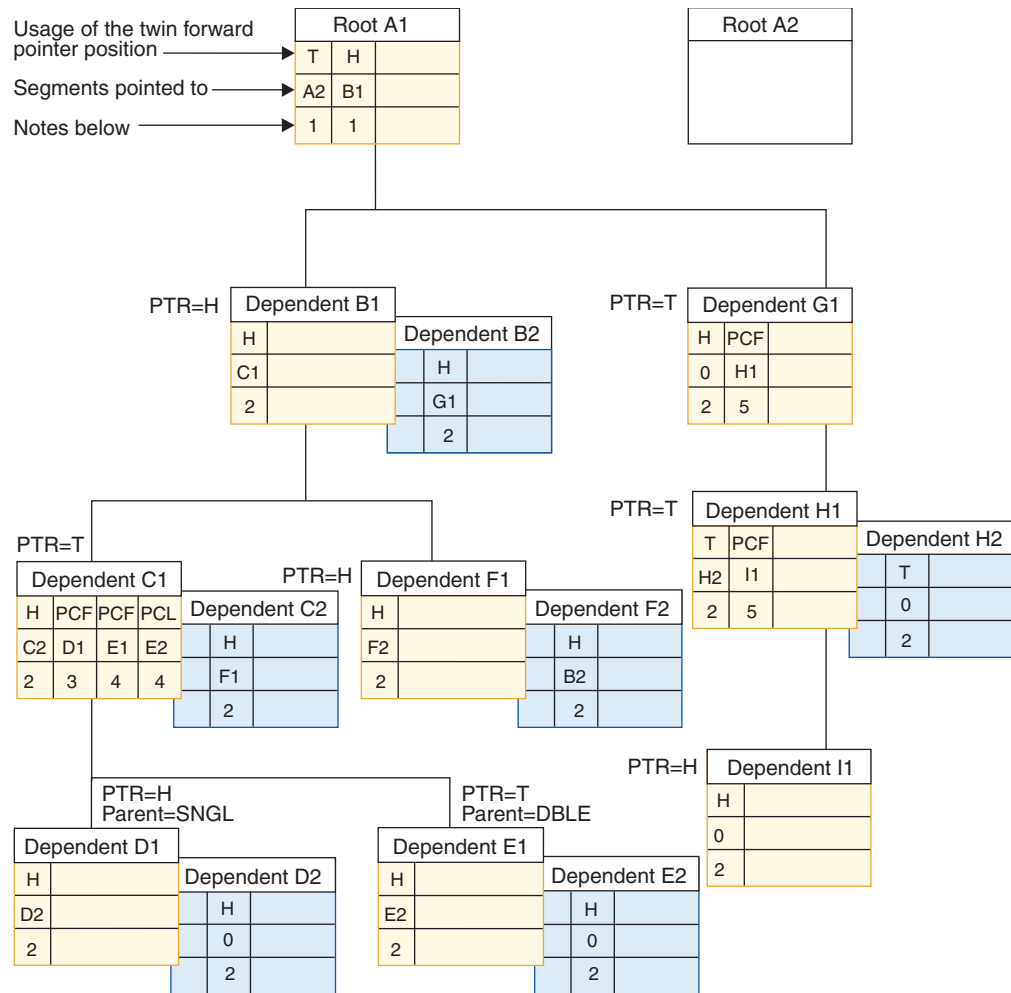 Usage of the twin forward
pointer position
Segments pointed to
Notes below
Root A1
T H
A2 B1
1 1
Root A2
PTR=H
Dependent B1
H
C1
2
Dependent B2
H
G1
2
PTR=T
Dependent G1
H PCF
0 H1
2 5
PTR=T
Dependent C1
H PCF PCF PCL
C2 D1 E1 E2
2 3 4 4
Dependent C2
H
F1
2
PTR=H
Dependent F1
H
F2
2
Dependent F2
H
B2
2
PTR=T
Dependent H1
T PCF
H2 I1
2 5
Dependent H2
T
0
2
PTR=H
Parent=SNGL
Dependent D1
H
D2
2
Dependent D2
H
0
2
PTR=T
Parent=DBLE
Dependent E1
H
E2
2
Dependent E2
H
0
2
PTR=H
Dependent I1
H
0
2